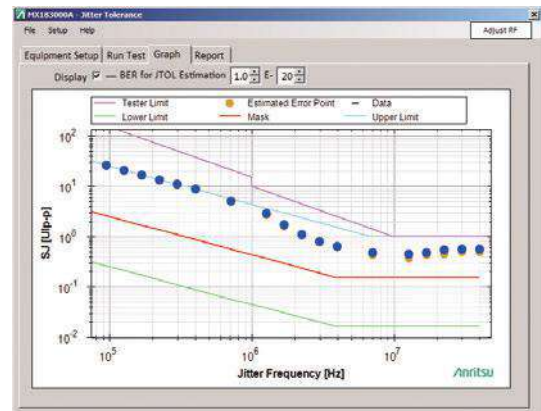 MX183000A - Jitter Tolerance
File Setup Help
Adjust RF
Equipment Setup Run Test Graph Report
Display — BER for JTOL Estimation 1.0 E- 20
Tester Limit Estimated Error Point Data
Lower Limit Mask Upper Limit
SJ [UIp-p]
10²
10¹
10⁰
10⁻¹
10⁻²
10⁵ 10⁶ 10⁷
Jitter Frequency [Hz]
Anritsu